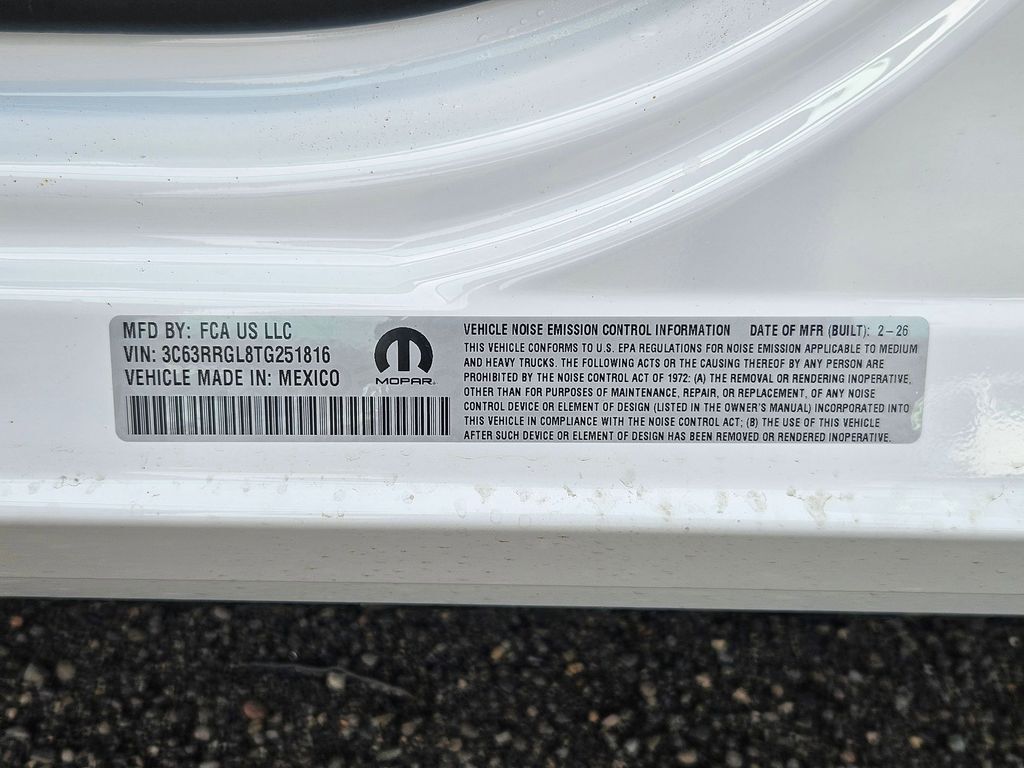 MFD BY: FCA US LLC
VIN: 3C63RRGL8TG251816
VEHICLE MADE IN: MEXICO
MOPAR
VEHICLE NOISE EMISSION CONTROL INFORMATION DATE OF MFR (BUILT): 2-26
THIS VEHICLE CONFORMS TO U.S. EPA REGULATIONS FOR NOISE EMISSION APPLICABLE TO MEDIUM
AND HEAVY TRUCKS. THE FOLLOWING ACTS OR THE CAUSING THEREOF BY ANY PERSON ARE
PROHIBITED BY THE NOISE CONTROL ACT OF 1972: (A) THE REMOVAL OR RENDERING INOPERATIVE,
OTHER THAN FOR PURPOSES OF MAINTENANCE, REPAIR, OR REPLACEMENT, OF ANY NOISE
CONTROL DEVICE OR ELEMENT OF DESIGN (LISTED IN THE OWNER'S MANUAL) INCORPORATED INTO
THIS VEHICLE IN COMPLIANCE WITH THE NOISE CONTROL ACT; (B) THE USE OF THIS VEHICLE
AFTER SUCH DEVICE OR ELEMENT OF DESIGN HAS BEEN REMOVED OR RENDERED INOPERATIVE.